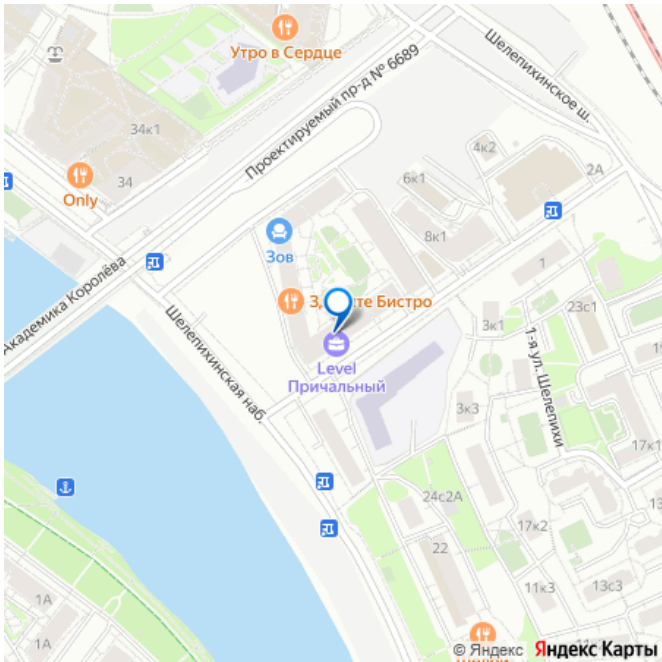 Утро в Сердце
Шелепихинское ш.
Проектируемый пр-д № 6689
34к1
4к2
2А
34
6к1
Only
8к1
Зов
1
Академика Королёва
23с1
Бистро
3к1
Шелепихинская наб.
1-я ул. Шелепихи
Level
Причальный
3к3
17к1
24с2А
17к2
22
1А
11к3
13с3
1А
© Яндекс Яндекс Карты